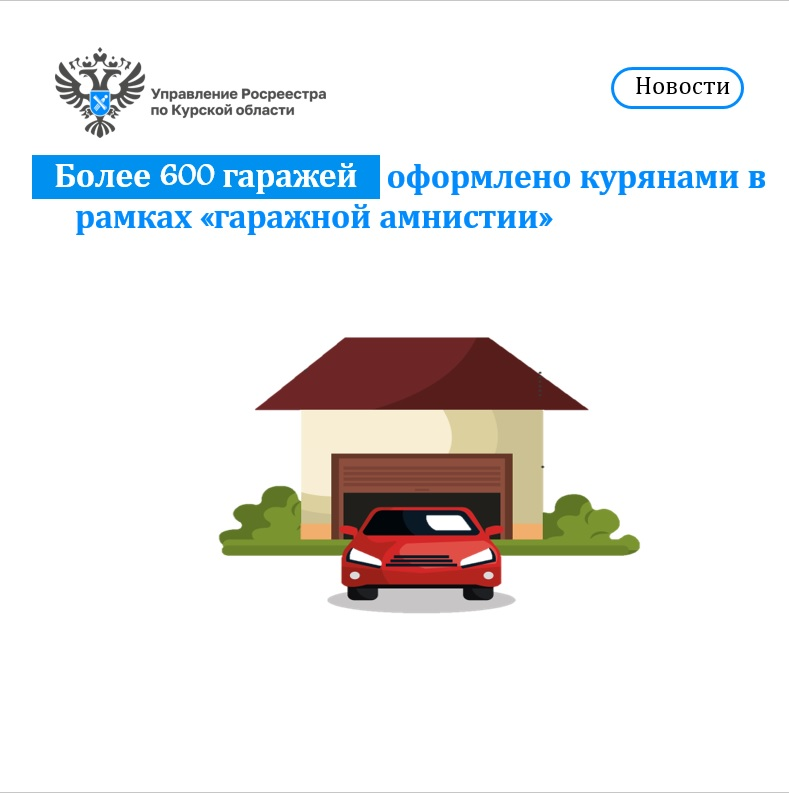 Управление Росреестра
по Курской области
Новости
Более 600 гаражей оформлено курянами в
рамках «гаражной амнистии»